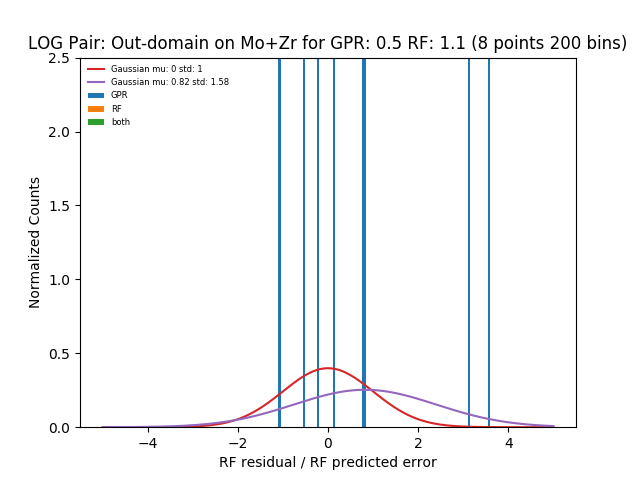 LOG Pair: Out-domain on Mo+Zr for GPR: 0.5 RF: 1.1 (8 points 200 bins)
Gaussian mu: 0 std: 1
Gaussian mu: 0.82 std: 1.58
GPR
RF
both
Normalized Counts
2.5
2.0
1.5
1.0
0.5
0.0
−4 −2 0 2 4
RF residual / RF predicted error